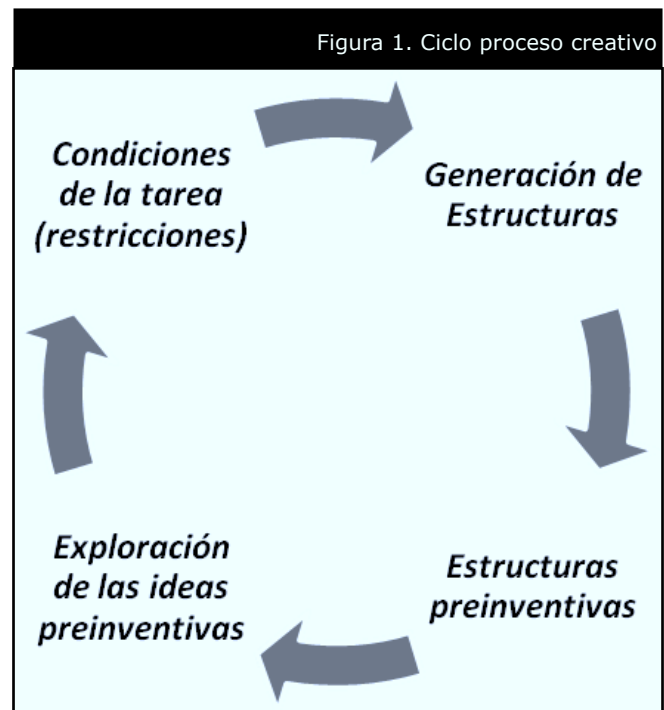 Figura 1. Ciclo proceso creativo
Condiciones
de la tarea
(restricciones)
Generación de
Estructuras
Estructuras
preinventivas
Exploración
de las ideas
preinventivas